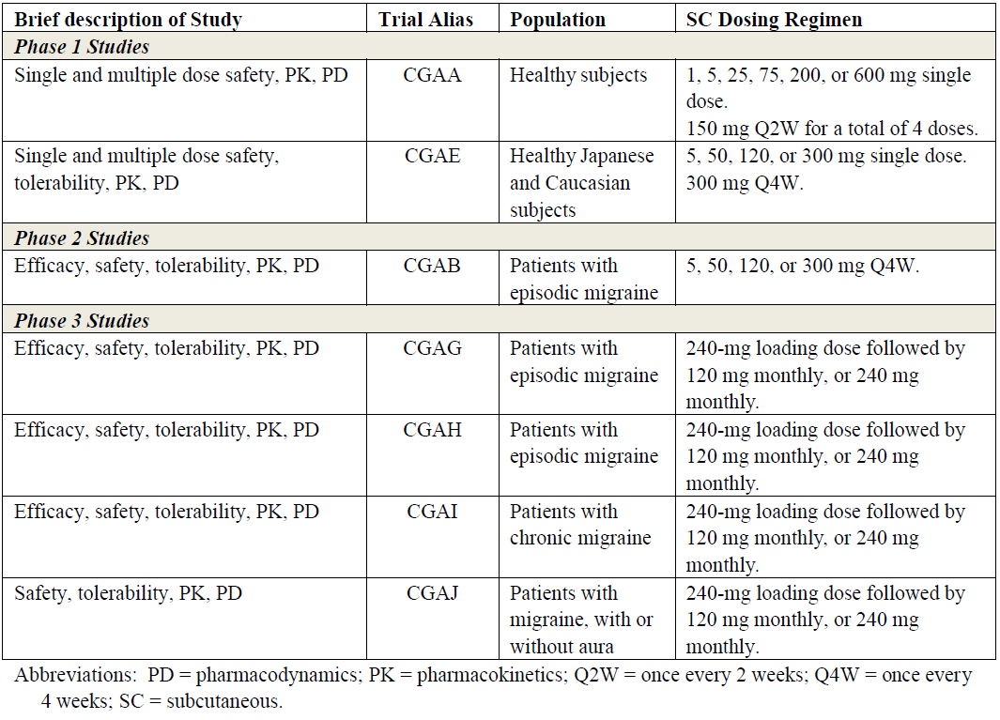 Brief description of Study Trial Alias Population SC Dosing Regimen
Phase 1 Studies
Single and multiple dose safety, PK, PD CGAA Healthy subjects 1, 5, 25, 75, 200, or 600 mg single
dose.
150 mg Q2W for a total of 4 doses.
Single and multiple dose safety, CGAE Healthy Japanese 5, 50, 120, or 300 mg single dose.
tolerability, PK, PD and Caucasian 300 mg Q4W.
subjects
Phase 2 Studies
Efficacy, safety, tolerability, PK, PD CGAB Patients with 5, 50, 120, or 300 mg Q4W.
episodic migraine
Phase 3 Studies
Efficacy, safety, tolerability, PK, PD CGAG Patients with 240-mg loading dose followed by
episodic migraine 120 mg monthly, or 240 mg
monthly.
Efficacy, safety, tolerability, PK, PD CGAH Patients with 240-mg loading dose followed by
episodic migraine 120 mg monthly, or 240 mg
monthly.
Efficacy, safety, tolerability, PK, PD CGAI Patients with 240-mg loading dose followed by
chronic migraine 120 mg monthly, or 240 mg
monthly.
Safety, tolerability, PK, PD CGAJ Patients with 240-mg loading dose followed by
migraine, with or 120 mg monthly, or 240 mg
without aura monthly.
Abbreviations: PD = pharmacodynamics; PK = pharmacokinetics; Q2W = once every 2 weeks; Q4W = once every
4 weeks; SC = subcutaneous.